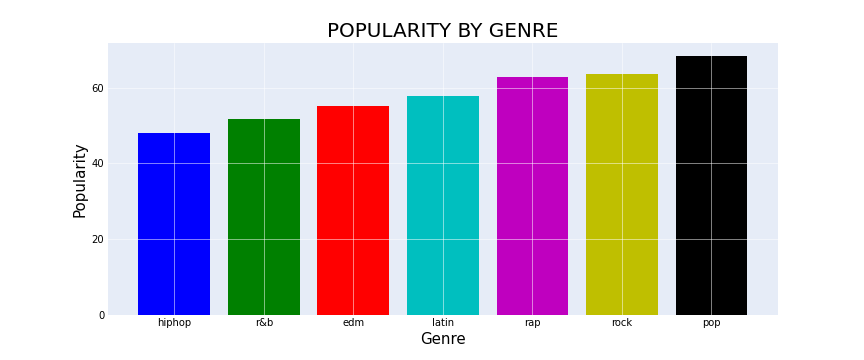 POPULARITY BY GENRE
Popularity
60
40
20
0
hiphop r&b edm latin rap rock pop
Genre